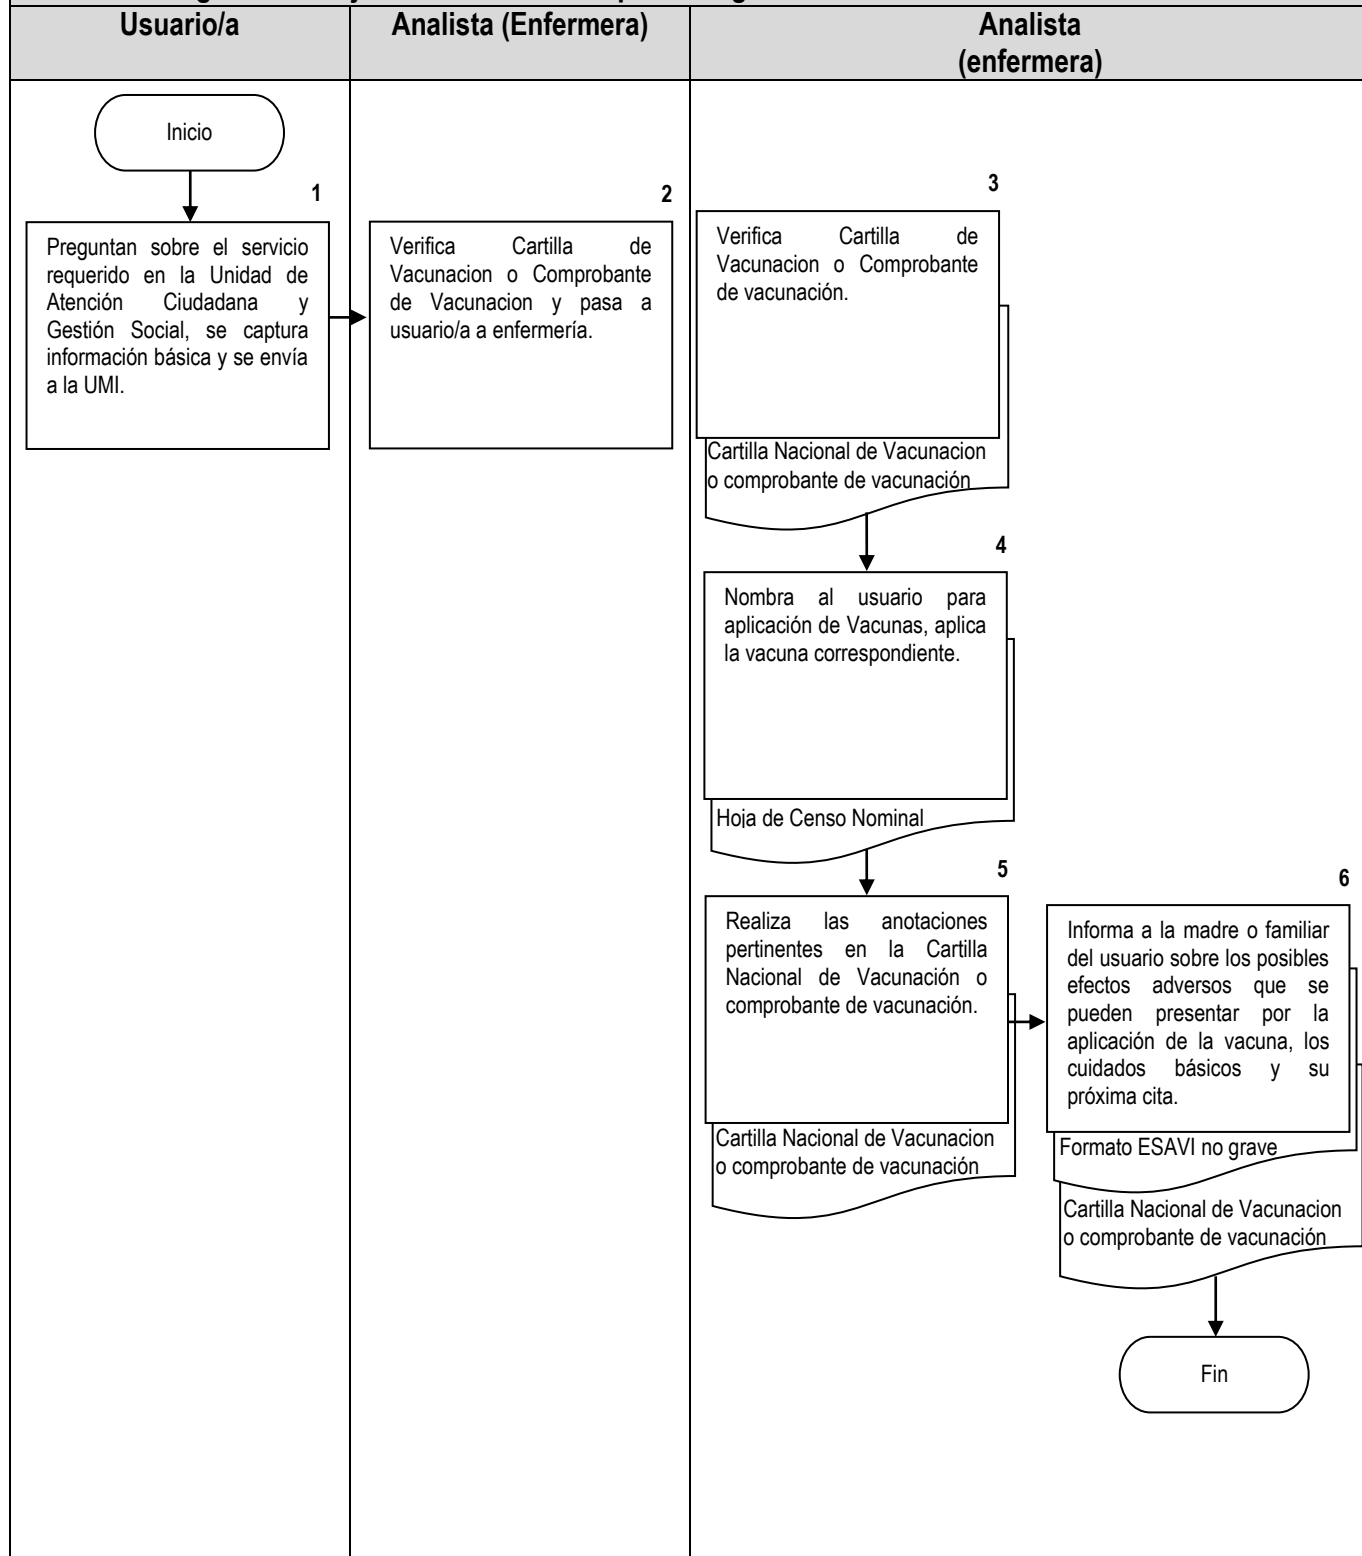 Usuario/a
Analista (Enfermera)
Analista
(enfermera)
Inicio
1
Preguntan sobre el servicio
requerido en la Unidad de
Atención Ciudadana y
Gestión Social, se captura
información básica y se envía
a la UMI.
2
Verifica Cartilla de
Vacunacion o Comprobante
de Vacunacion y pasa a
usuario/a a enfermería.
3
Verifica Cartilla de
Vacunacion o Comprobante
de vacunación.
Cartilla Nacional de Vacunacion
o comprobante de vacunación
4
Nombra al usuario para
aplicación de Vacunas, aplica
la vacuna correspondiente.
Hoja de Censo Nominal
5
Realiza las anotaciones
pertinentes en la Cartilla
Nacional de Vacunación o
comprobante de vacunación.
Cartilla Nacional de Vacunacion
o comprobante de vacunación
6
Informa a la madre o familiar
del usuario sobre los posibles
efectos adversos que se
pueden presentar por la
aplicación de la vacuna, los
cuidados básicos y su
próxima cita.
Formato ESAVI no grave
Cartilla Nacional de Vacunacion
o comprobante de vacunación
Fin